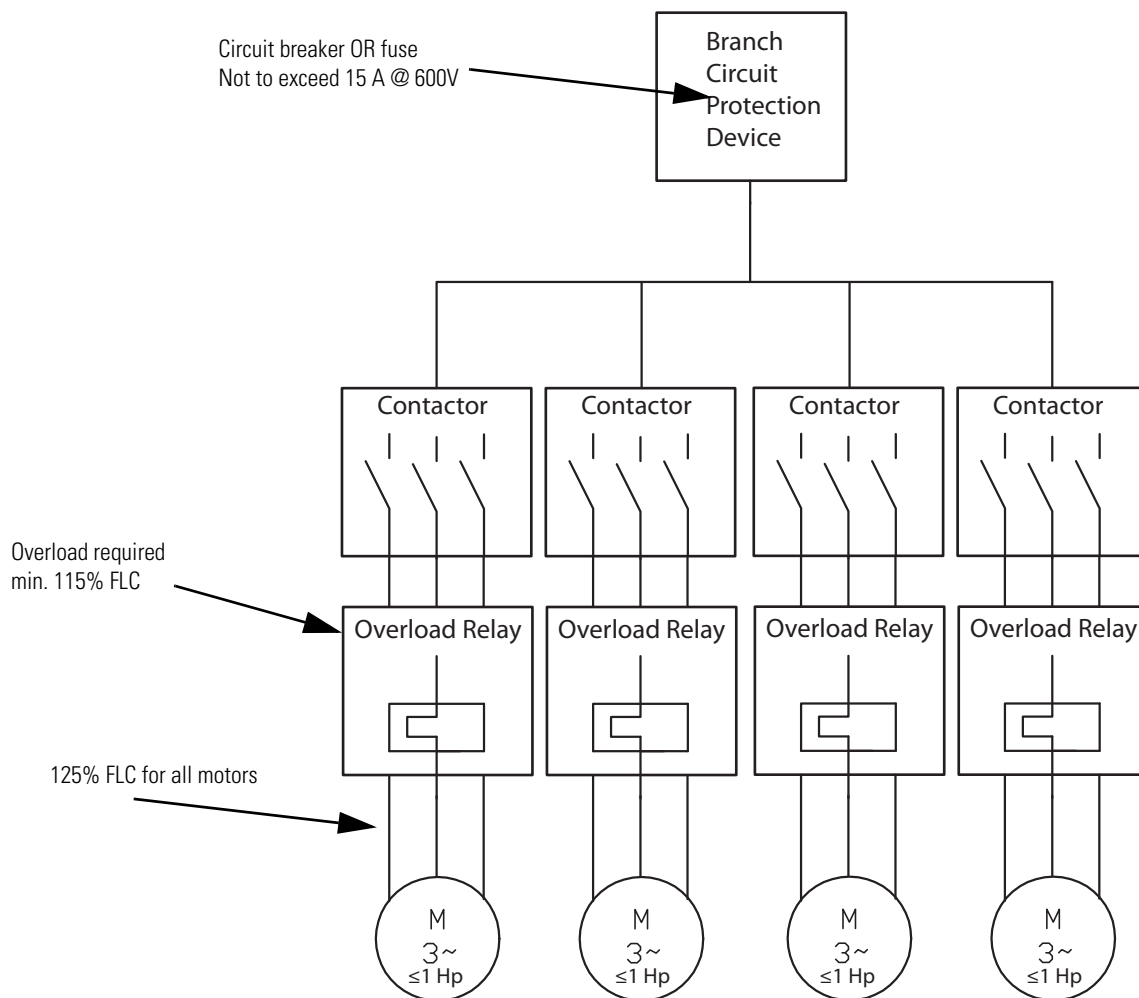 Circuit breaker OR fuse
Not to exceed 15 A @ 600V
Branch
Circuit
Protection
Device
Contactor
Contactor
Contactor
Contactor
Overload required
min. 115% FLC
Overload Relay
Overload Relay
Overload Relay
Overload Relay
125% FLC for all motors
M
3~
≤1 Hp
M
3~
≤1 Hp
M
3~
≤1 Hp
M
3~
≤1 Hp